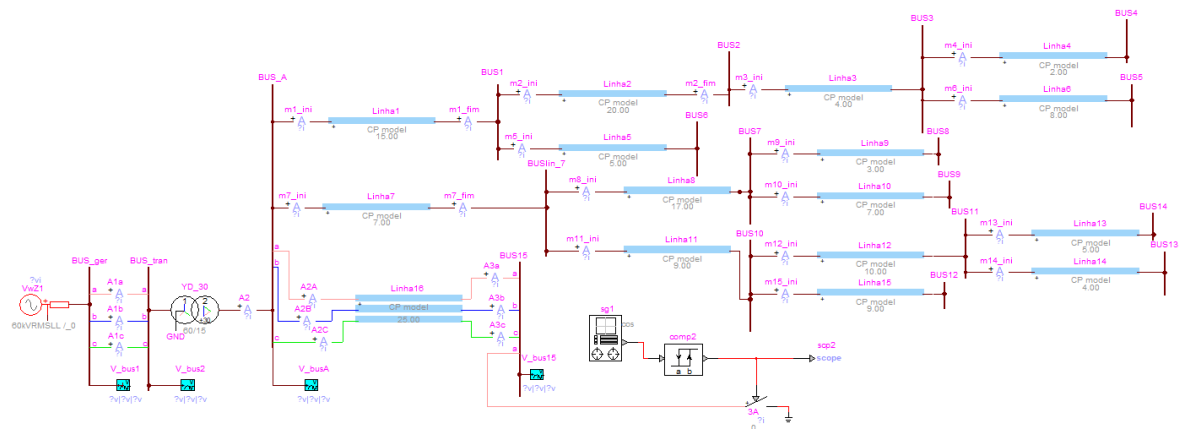 BUS4
BUS3
m4_ini
Linha4
CP model
2.00
BUS2
BUS_A
BUS1
m2_ini
Linha2
m2_fim
m3_ini
Linha3
BUS5
m6_ini
Linha6
CP model
20.00
CP model
4.00
CP model
8.00
m1_ini
Linha1
m1_fim
BUS6
CP model
15.00
m5_ini
Linha5
BUS7
BUS8
m9_ini
Linha9
CP model
5.00
CP model
3.00
BUSlin_7
m8_ini
Linha8
BUS9
m10_ini
Linha10
m7_ini
Linha7
m7_fim
CP model
17.00
CP model
7.00
CP model
7.00
BUS11
BUS14
m13_ini
Linha13
BUS10
m11_ini
Linha11
m12_ini
Linha12
CP model
5.00
BUS13
CP model
9.00
CP model
10.00
m14_ini
Linha14
BUS12
CP model
4.00
m15_ini
Linha15
CP model
9.00
BUS_ger
BUS_tran
BUS15
a
b
c
A3a
a
?vi
VwZ1
60kVRMSLL /_0
a
A1a
a
b
A1b
b
c
A1c
c
YD_30
1
2
+30
60/15
GND
A2
?i
A2A
A2B
A2C
Linha16
CP model
25.00
A3b
b
A3c
c
a
sg1
cos
comp2
a b
scp2
scope
V_bus1
?v|?v|?v
V_bus2
?v|?v|?v
V_busA
?v|?v|?v
V_bus15
?v|?v|?v
3A
?i
0